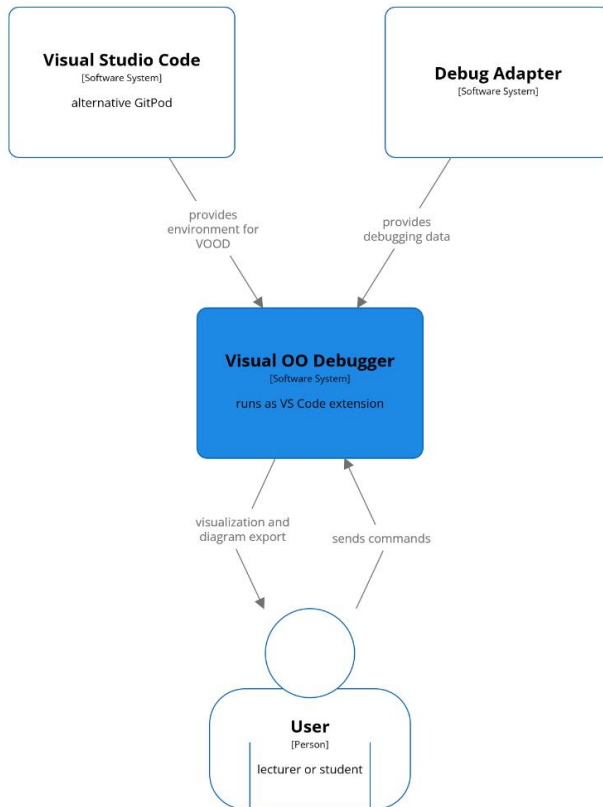 Visual Studio Code
[Software System]
alternative GitPod
Debug Adapter
[Software System]
provides
environment for
VOOD
provides
debugging data
Visual OO Debugger
[Software System]
runs as VS Code extension
visualization and
diagram export
sends commands
User
[Person]
lecturer or student